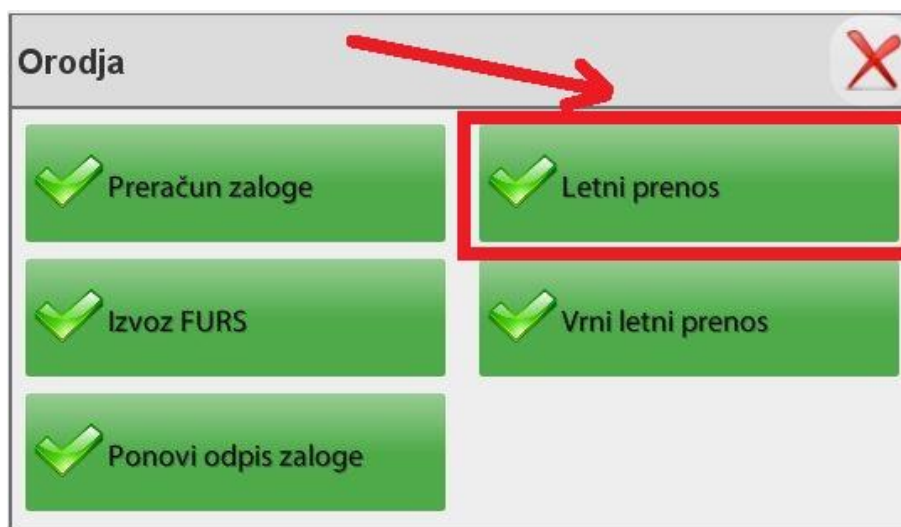 Orodja
Preračun zaloge
Letni prenos
Izvoz FURS
Vrni letni prenos
Ponovi odpis zaloge